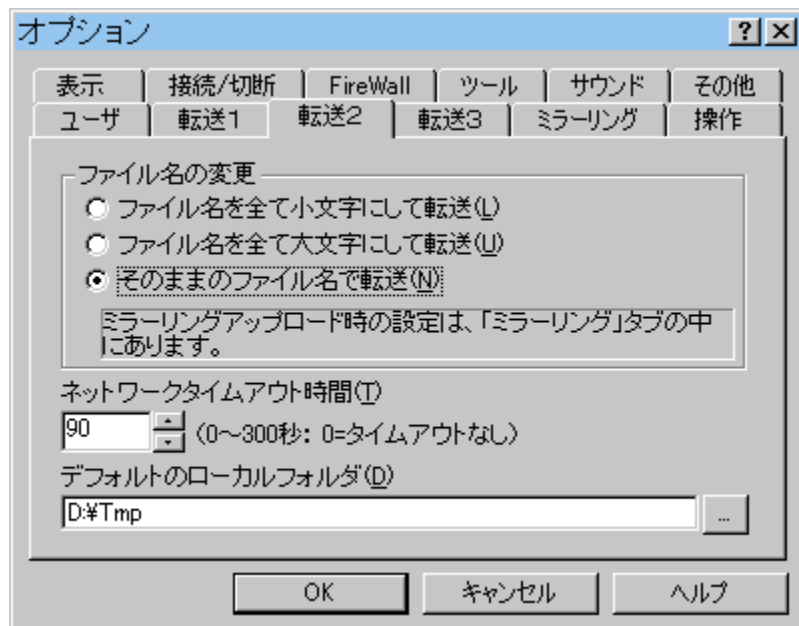 オプション
表示 接続/切断 FireWall ツール サウンド その他
ユーザ 転送1 転送2 転送3 ミラーリング 操作
ファイル名の変更
ファイル名を全て小文字にして転送(L)
ファイル名を全て大文字にして転送(U)
そのままのファイル名で転送(N)
ミラーリングアップロード時の設定は、「ミラーリング」タブの中
にあります。
ネットワークタイムアウト時間(T)
90 (0～300秒: 0=タイムアウトなし)
デフォルトのローカルフォルダ(D)
D:¥Tmp ...
OK キャンセル ヘルプ